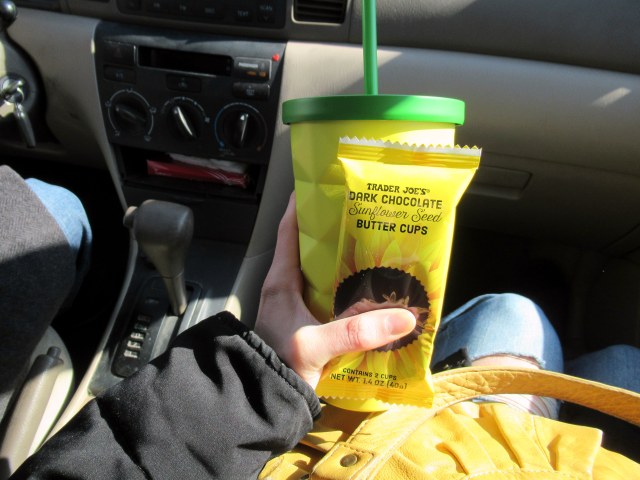 TRADER JOE'S®
DARK CHOCOLATE
Sunflower Seed
BUTTER CUPS
CONTAINS 2 CUPS
NET WT. 1.4 OZ (40g)